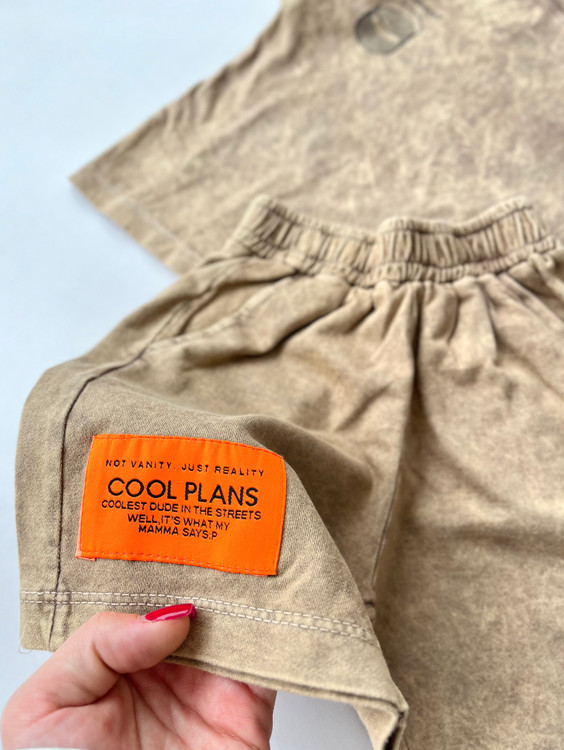 NOT VANITY. JUST REALITY
COOL PLANS
COOLEST DUDE IN THE STREETS
WELL,IT'S WHAT MY
MAMMA SAYS;P